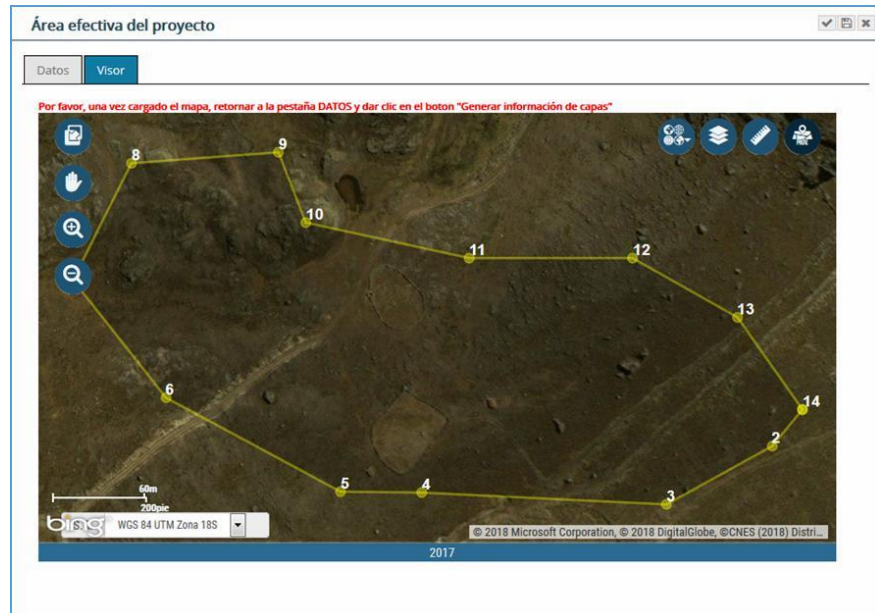 Área efectiva del proyecto
Datos Visor
Por favor, una vez cargado el mapa, retornar a la pestaña DATOS y dar clic en el boton "Generar información de capas"
8
9
10
11
12
13
6
14
2
5
4
3
60m
200pie
bing WGS 84 UTM Zona 18S
© 2018 Microsoft Corporation, © 2018 DigitalGlobe, ©CNES (2018) Distri...
2017